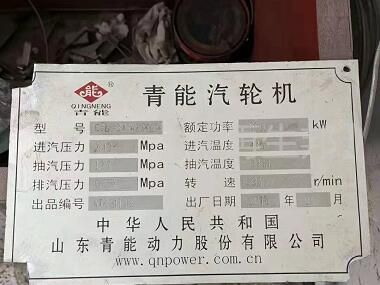 能®
QINGNENG
青能
青能汽轮机
型号 额定功率 kW
进汽压力 Mpa 进汽温度
抽汽压力 Mpa 抽汽温度
排汽压力 Mpa 转速 r/min
出品编号 出厂日期 年 月
中华人民共和国
山东青能动力股份有限公司
www.qnpower.com.cn